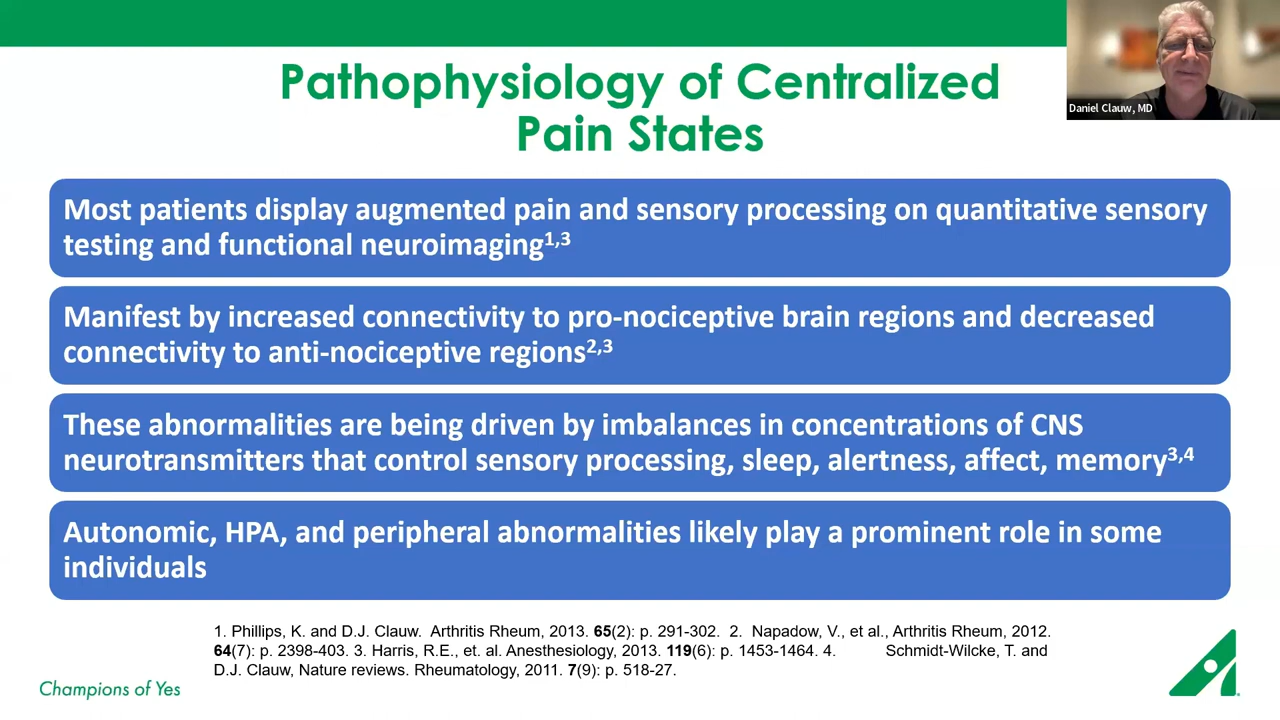 Daniel Clauw, MD
Pathophysiology of Centralized
Pain States
Most patients display augmented pain and sensory processing on quantitative sensory
testing and functional neuroimaging1,3
Manifest by increased connectivity to pro-nociceptive brain regions and decreased
connectivity to anti-nociceptive regions2,3
These abnormalities are being driven by imbalances in concentrations of CNS
neurotransmitters that control sensory processing, sleep, alertness, affect, memory3,4
Autonomic, HPA, and peripheral abnormalities likely play a prominent role in some
individuals
1. Phillips, K. and D.J. Clauw. Arthritis Rheum, 2013. 65(2): p. 291-302. 2. Napadow, V., et al., Arthritis Rheum, 2012.
64(7): p. 2398-403. 3. Harris, R.E., et. al. Anesthesiology, 2013. 119(6): p. 1453-1464. 4. Schmidt-Wilcke, T. and
D.J. Clauw, Nature reviews. Rheumatology, 2011. 7(9): p. 518-27.
Champions of Yes